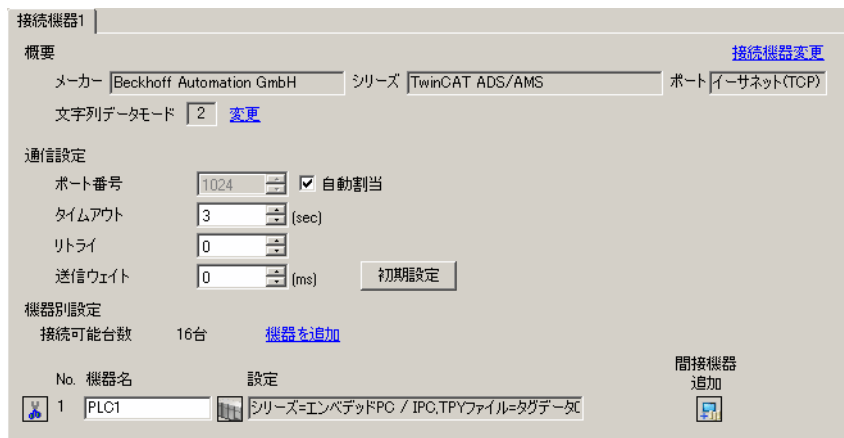 接続機器1
概要 接続機器変更
メーカー Beckhoff Automation GmbH シリーズ TwinCAT ADS/AMS ポート イーサネット(TCP)
文字列データモード 2 変更
通信設定
ポート番号 1024 自動割当
タイムアウト 3 (sec)
リトライ 0
送信ウェイト 0 (ms) 初期設定
機器別設定
接続可能台数 16台 機器を追加
間接機器
No. 機器名 設定 追加
1 PLC1 シリーズ=エンベデッドPC / IPC,TPYファイル=タグデータ